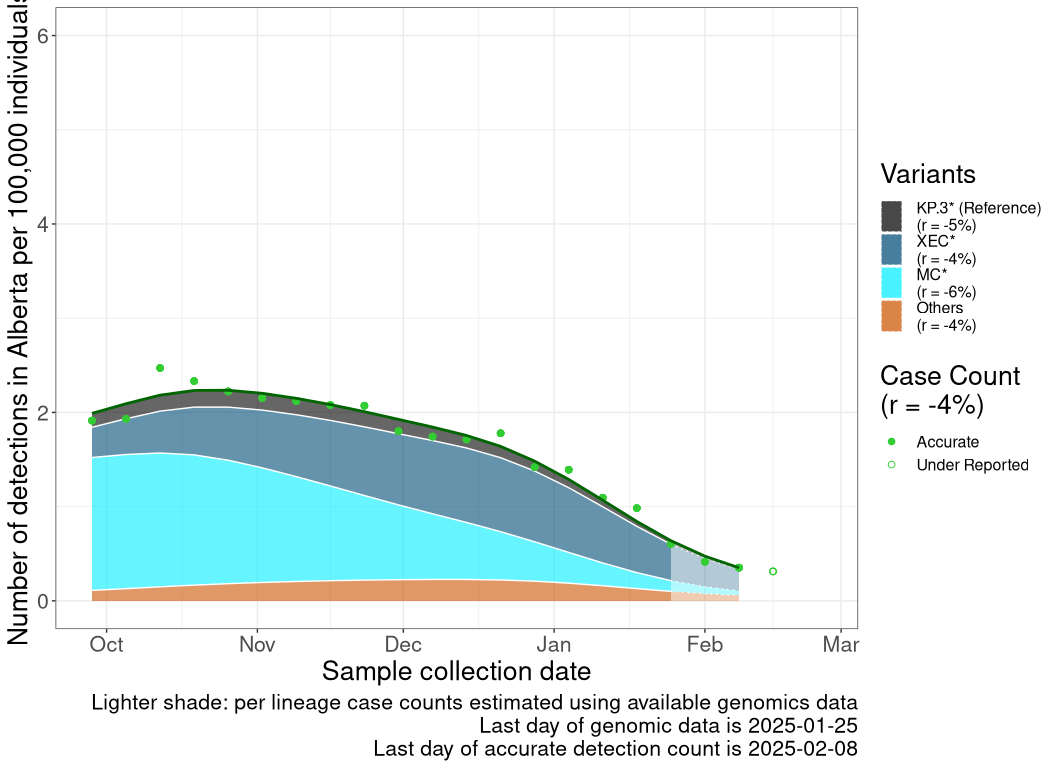 Number of detections in Alberta per 100,000 individuals
6
4
2
0
Oct
Nov
Dec
Jan
Feb
Mar
Sample collection date
Lighter shade: per lineage case counts estimated using available genomics data
Last day of genomic data is 2025-01-25
Last day of accurate detection count is 2025-02-08
Variants
KP.3* (Reference)
(r = -5%)
XEC*
(r = -4%)
MC*
(r = -6%)
Others
(r = -4%)
Case Count
(r = -4%)
Accurate
Under Reported